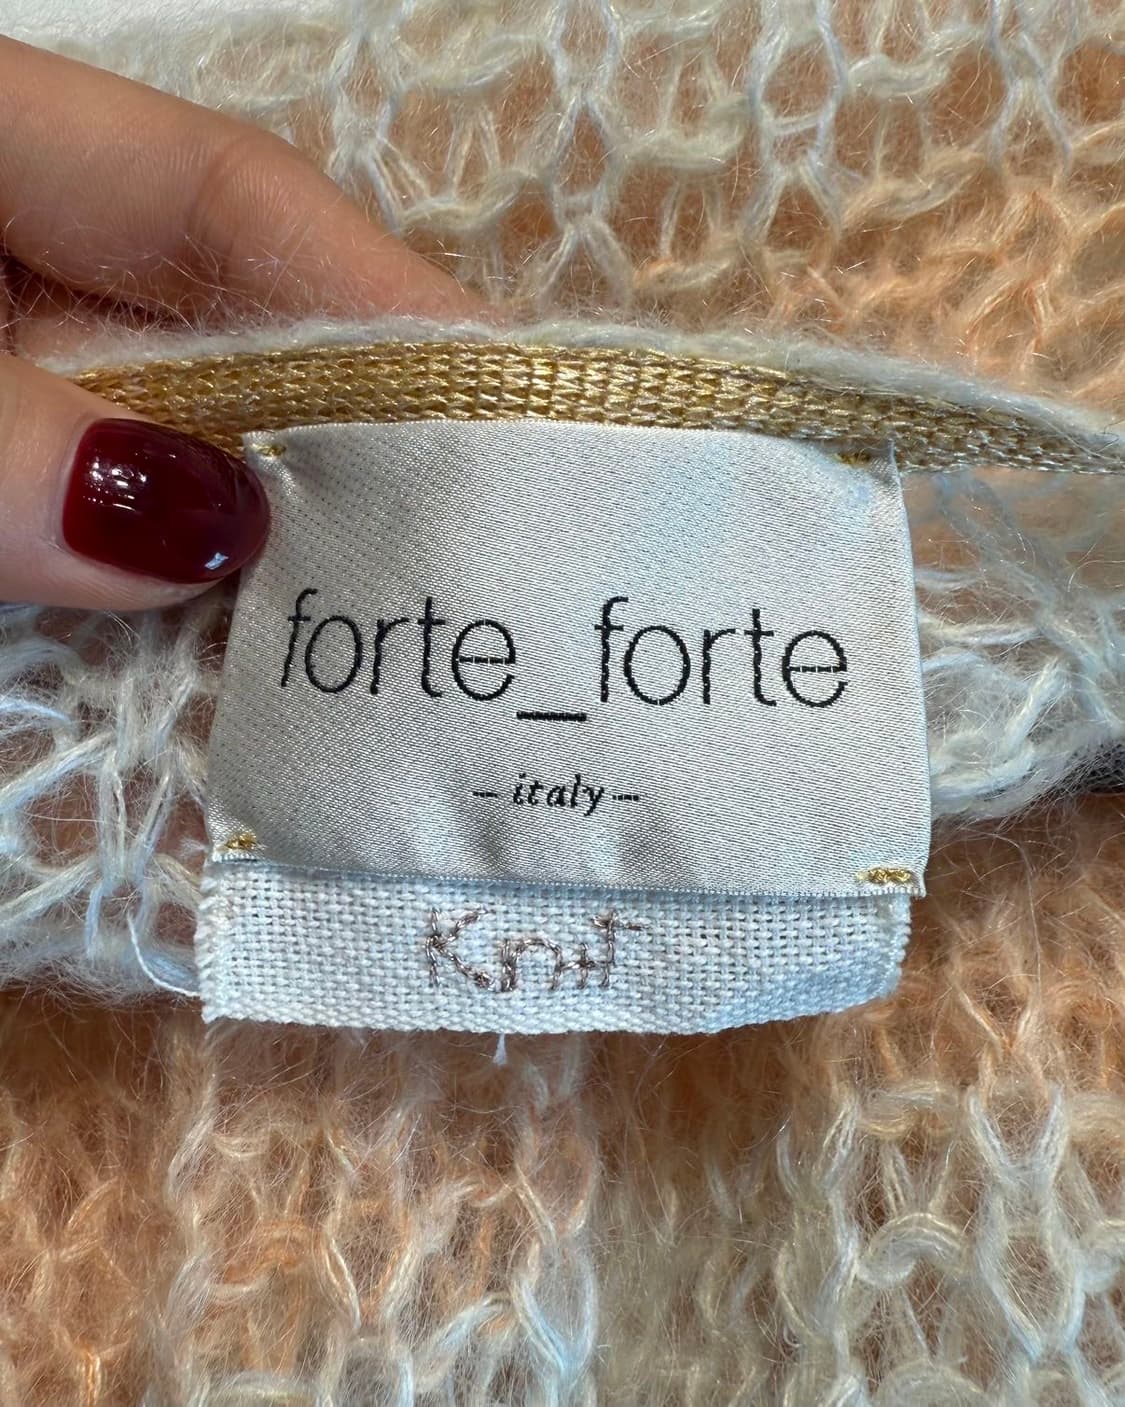 forte_forte
– italy –
Knit